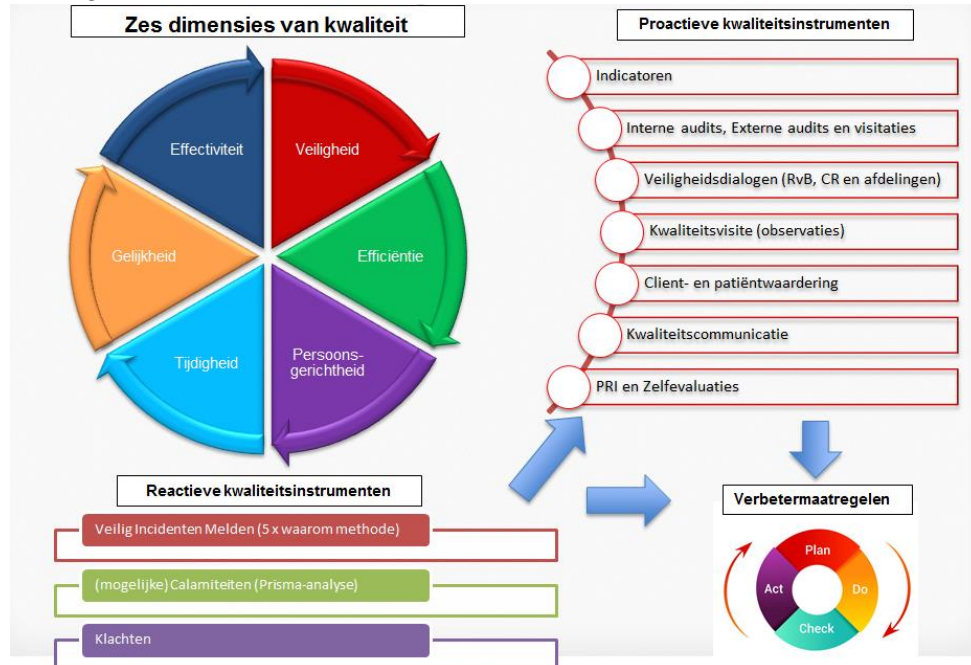 Zes dimensies van kwaliteit
Effectiviteit
Veiligheid
Gelijkheid
Efficiëntie
Tijdigheid
Persoons-
gerichtheid
Proactieve kwaliteitsinstrumenten
Indicatoren
Interne audits, Externe audits en visitaties
Veiligheidsdialogen (RvB, CR en afdelingen)
Kwaliteitsvisite (observaties)
Client- en patiëntwaardering
Kwaliteitscommunicatie
PRI en Zelfevaluaties
Reactieve kwaliteitsinstrumenten
Veilig Incidenten Melden (5 x waarom methode)
(mogelijke) Calamiteiten (Prisma-analyse)
Klachten
Verbetermaatregelen
Plan
Act
Do
Check